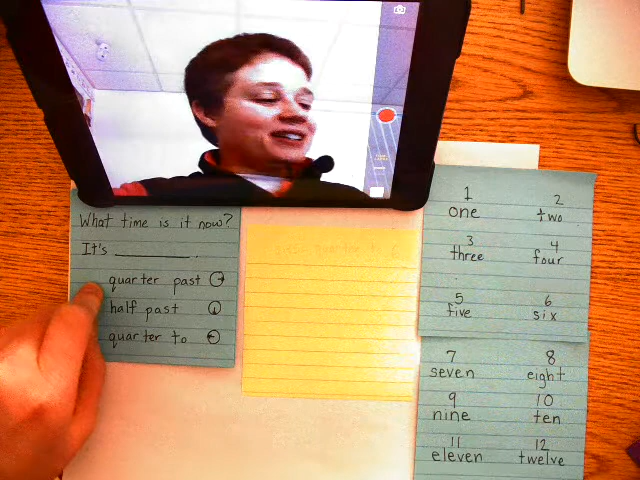 What time is it now?
It's ________.
quarter past
half past
quarter to
1 2
one two
3 4
three four
5 6
five six
7 8
seven eight
9 10
nine ten
11 12
eleven twelve